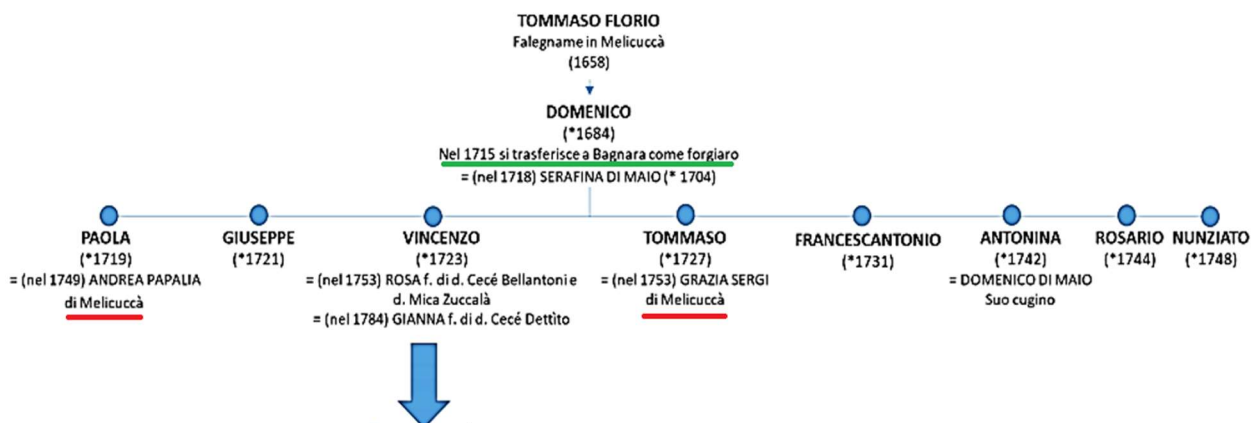 TOMMASO FLORIO
Falegname in Melicuccà
(1658)
DOMENICO
(*1684)
Nel 1715 si trasferisce a Bagnara come forgiaro
= (nel 1718) SERAFINA DI MAIO (* 1704)
PAOLA
(*1719)
= (nel 1749) ANDREA PAPALIA
di Melicuccà
GIUSEPPE
(*1721)
VINCENZO
(*1723)
= (nel 1753) ROSA f. di d. Cecé Bellantoni e
d. Mica Zuccalà
= (nel 1784) GIANNA f. di d. Cecé Dettìto
TOMMASO
(*1727)
= (nel 1753) GRAZIA SERGI
di Melicuccà
FRANCESCANTONIO
(*1731)
ANTONINA
(*1742)
= DOMENICO DI MAIO
Suo cugino
ROSARIO
(*1744)
NUNZIATO
(*1748)